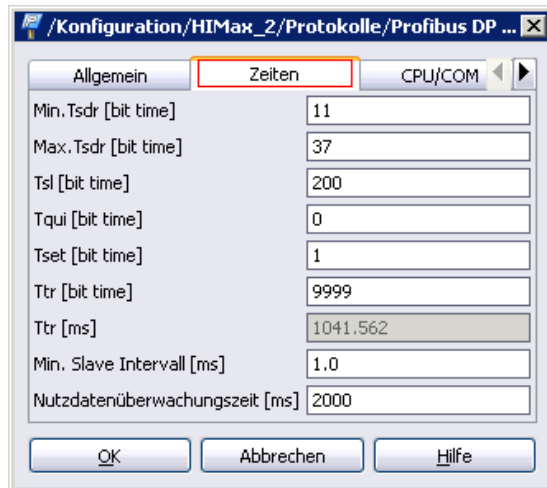 /Konfiguration/HIMax_2/Protokolle/Profibus DP ...
Allgemein Zeiten CPU/COM
Min.Tsdr [bit time] 11
Max.Tsdr [bit time] 37
Tsl [bit time] 200
Tqui [bit time] 0
Tset [bit time] 1
Ttr [bit time] 9999
Ttr [ms] 1041.562
Min. Slave Intervall [ms] 1.0
Nutzdatenüberwachungszeit [ms] 2000
OK Abbrechen Hilfe